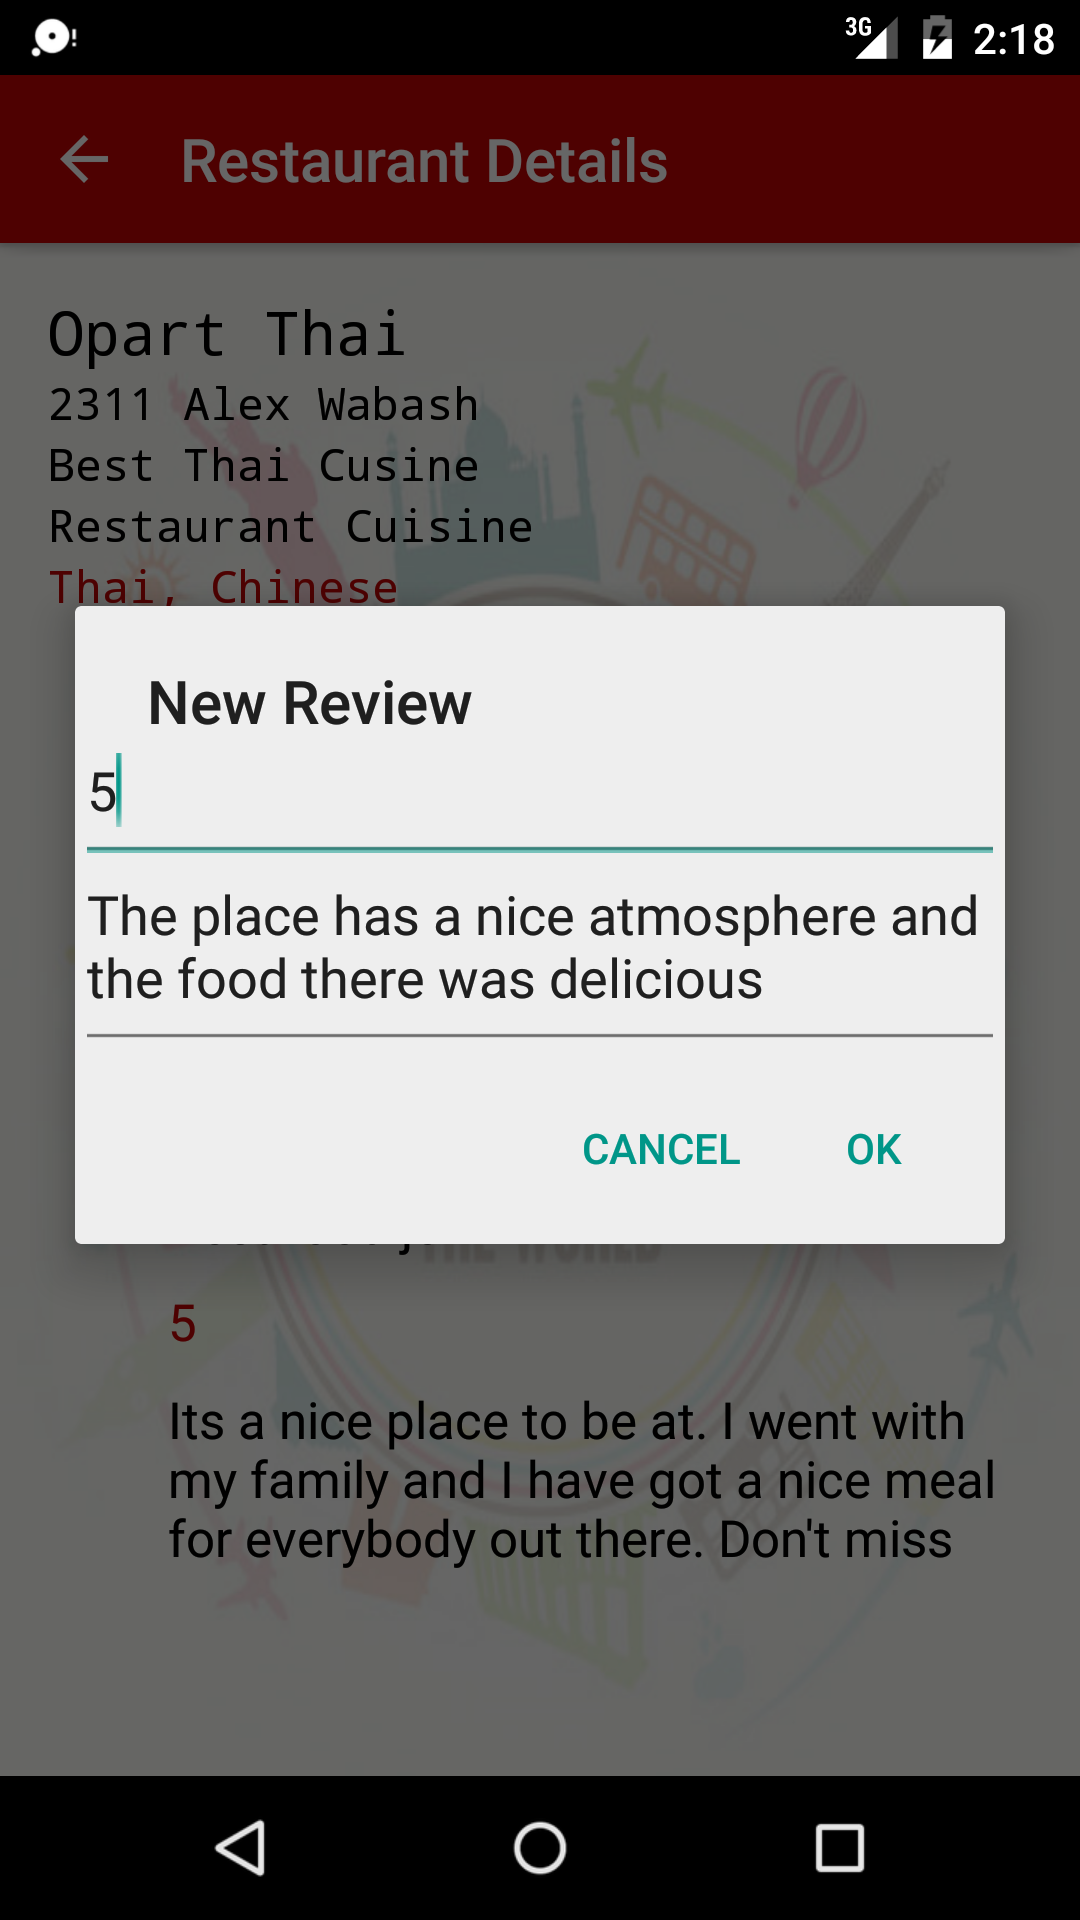 3G 2:18
Restaurant Details
Opart Thai
2311 Alex Wabash
Best Thai Cusine
Restaurant Cuisine
Thai, Chinese
New Review
5
The place has a nice atmosphere and
the food there was delicious
CANCEL OK
THE WORLD
5
Its a nice place to be at. I went with
my family and I have got a nice meal
for everybody out there. Don't miss